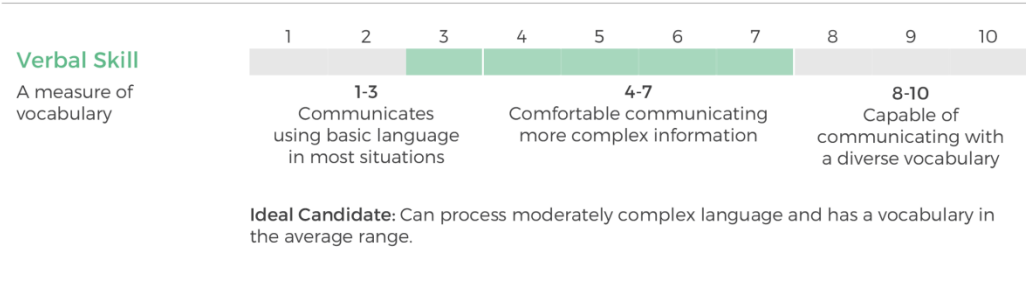 1 2 3 4 5 6 7 8 9 10
Verbal Skill
A measure of
vocabulary
1-3
Communicates
using basic language
in most situations
4-7
Comfortable communicating
more complex information
8-10
Capable of
communicating with
a diverse vocabulary
Ideal Candidate: Can process moderately complex language and has a vocabulary in
the average range.